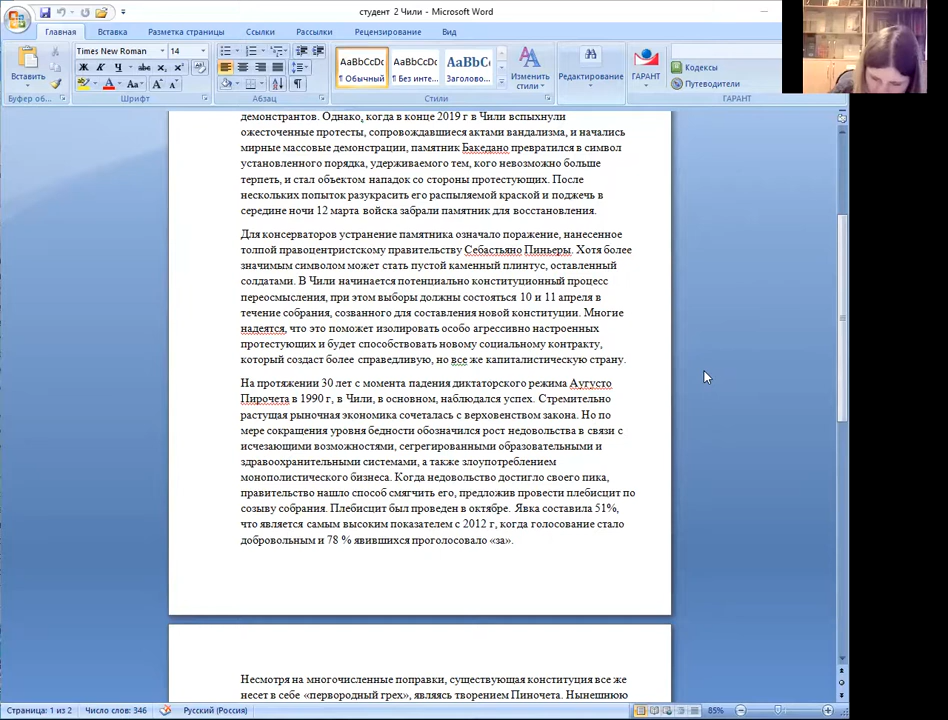 студент 2 Чили - Microsoft Word
Главная Вставка Разметка страницы Ссылки Рассылки Рецензирование Вид
Times New Roman 14
Вставить
Ж К Ч abc x₂ x² Aa
AaBbCcDc AaBbCcDc AaBbC
¶ Обычный ¶ Без инте... Заголово...
Изменить стили
Редактирование
ГАРАНТ
Кодексы
Путеводители
Буфер об... Шрифт Абзац Стили ГАРАНТ
демонстрантов. Однако, когда в конце 2019 г в Чили вспыхнули
ожесточенные протесты, сопровождавшиеся актами вандализма, и начались
мирные массовые демонстрации, памятник Бакедано превратился в символ
установленного порядка, удерживаемого тем, кого невозможно больше
терпеть, и стал объектом нападок со стороны протестующих. После
нескольких попыток разукрасить его распыляемой краской и поджечь в
середине ночи 12 марта войска забрали памятник для восстановления.
Для консерваторов устранение памятника означало поражение, нанесенное
толпой правоцентристскому правительству Себастьяно Пиньеры. Хотя более
значимым символом может стать пустой каменный плинтус, оставленный
солдатами. В Чили начинается потенциально конституционный процесс
переосмысления, при этом выборы должны состояться 10 и 11 апреля в
течение собрания, созванного для составления новой конституции. Многие
надеятся, что это поможет изолировать особо агрессивно настроенных
протестующих и будет способствовать новому социальному контракту,
который создаст более справедливую, но все же капиталистическую страну.
На протяжении 30 лет с момента падения диктаторского режима Аугусто
Пирочета в 1990 г, в Чили, в основном, наблюдался успех. Стремительно
растущая рыночная экономика сочеталась с верховенством закона. Но по
мере сокращения уровня бедности обозначился рост недовольства в связи с
исчезающими возможностями, сегрегированными образовательными и
здравоохранительными системами, а также злоупотреблением
монополистического бизнеса. Когда недовольство достигло своего пика,
правительство нашло способ смягчить его, предложив провести плебисцит по
созыву собрания. Плебисцит был проведен в октябре. Явка составила 51%,
что является самым высоким показателем с 2012 г, когда голосование стало
добровольным и 78 % явившихся проголосовало «за».
Несмотря на многочисленные поправки, существующая конституция все же
несет в себе «первородный грех», являясь творением Пиночета. Нынешнюю
Страница: 1 из 2 Число слов: 346 Русский (Россия) 85%